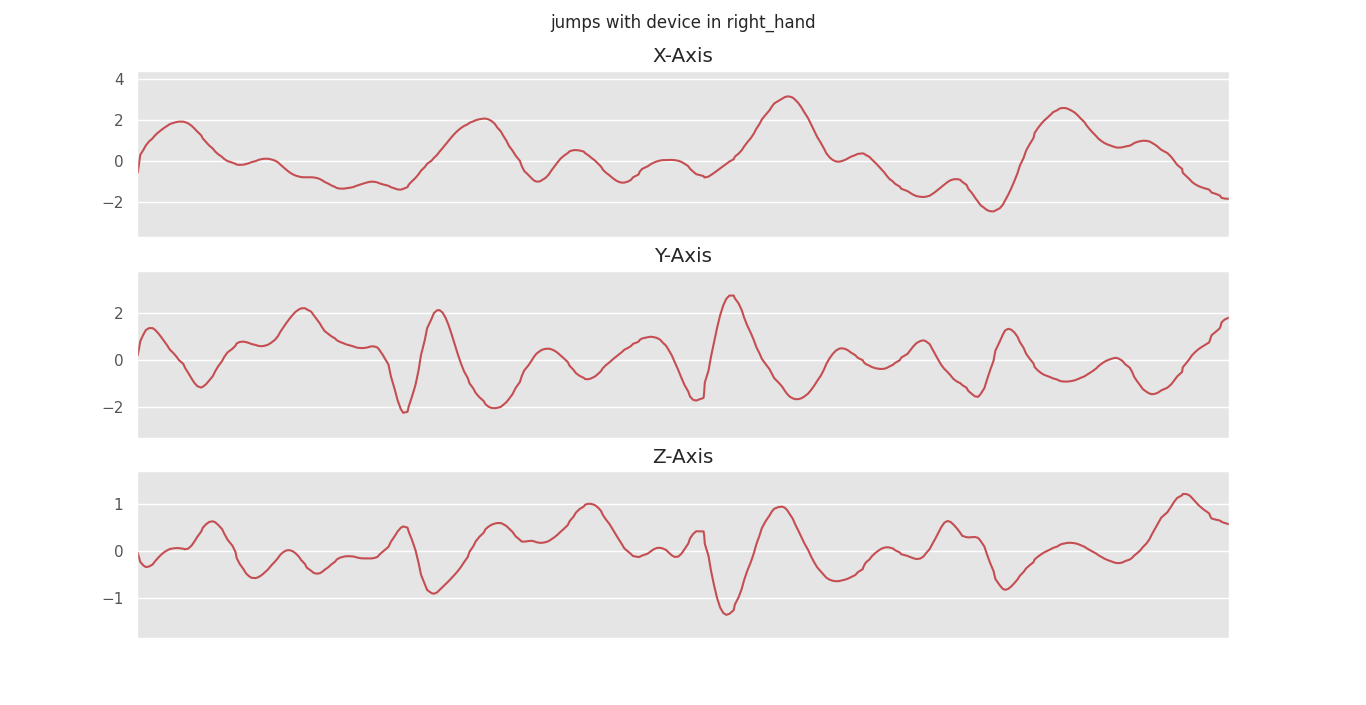 jumps with device in right_hand
X-Axis
4
2
0
−2
Y-Axis
2
0
−2
Z-Axis
1
0
−1